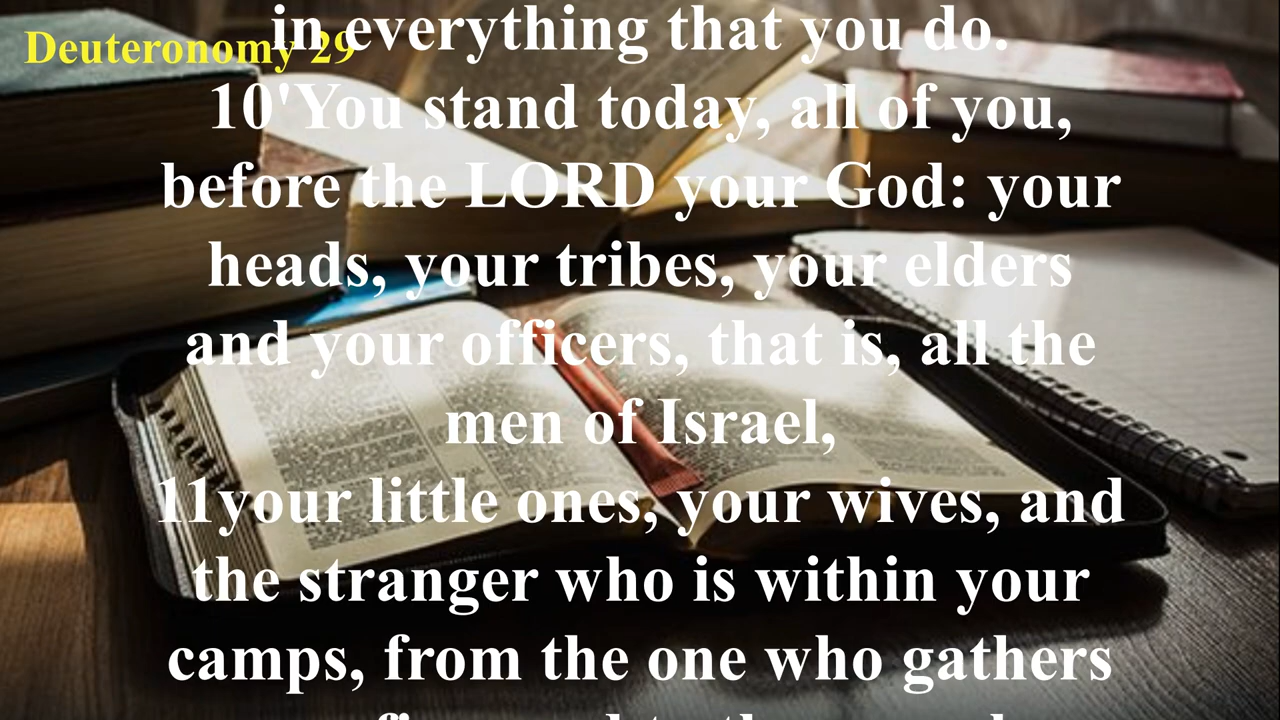 in everything that you do.
Deuteronomy 29
10'You stand today, all of you,
before the LORD your God: your
heads, your tribes, your elders
and your officers, that is, all the
men of Israel,
11your little ones, your wives, and
the stranger who is within your
camps, from the one who gathers